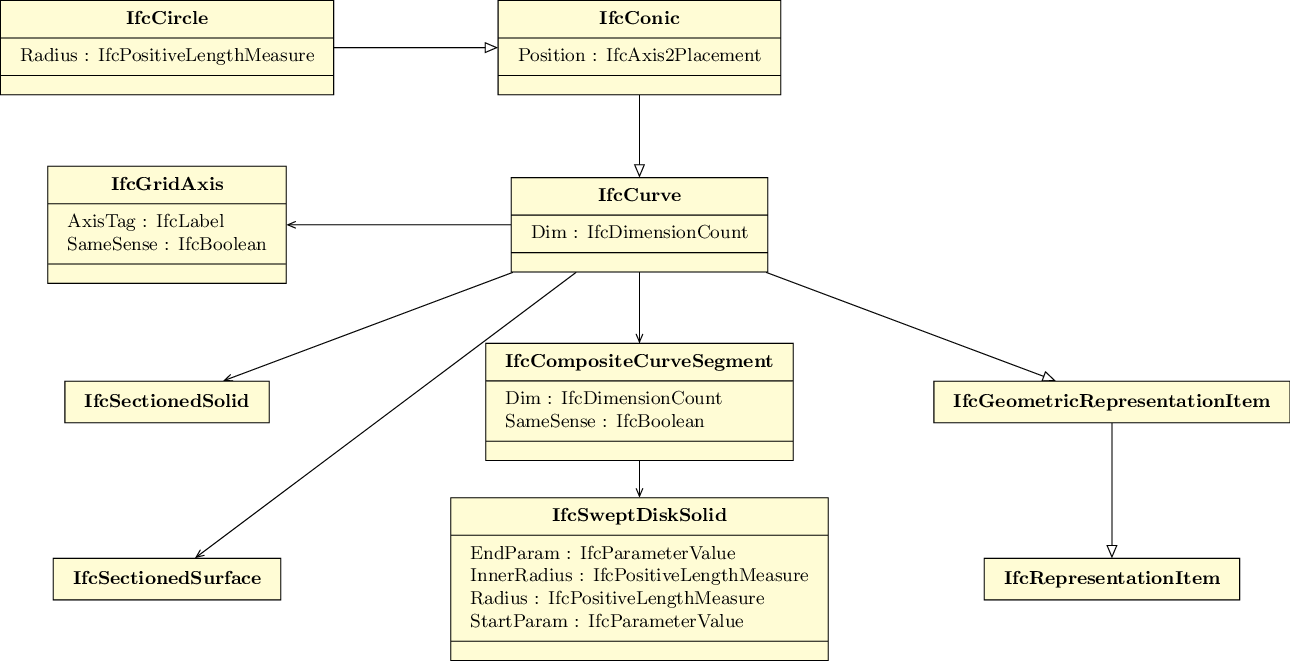 IfcCircle
Radius : IfcPositiveLengthMeasure
IfcConic
Position : IfcAxis2Placement
IfcGridAxis
AxisTag : IfcLabel
SameSense : IfcBoolean
IfcCurve
Dim : IfcDimensionCount
IfcSectionedSolid
IfcCompositeCurveSegment
Dim : IfcDimensionCount
SameSense : IfcBoolean
IfcGeometricRepresentationItem
IfcSectionedSurface
IfcSweptDiskSolid
EndParam : IfcParameterValue
InnerRadius : IfcPositiveLengthMeasure
Radius : IfcPositiveLengthMeasure
StartParam : IfcParameterValue
IfcRepresentationItem